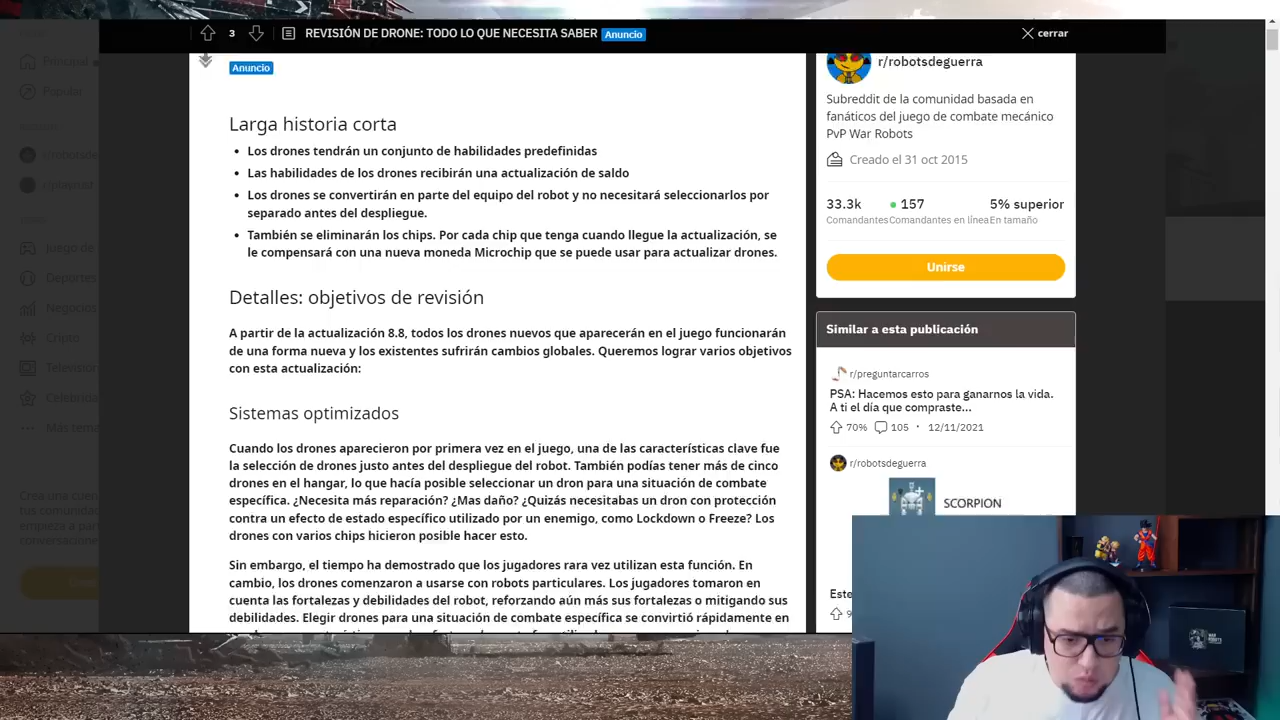 3
REVISIÓN DE DRONE: TODO LO QUE NECESITA SABER Anuncio
cerrar
Anuncio
Larga historia corta
• Los drones tendrán un conjunto de habilidades predefinidas
• Las habilidades de los drones recibirán una actualización de saldo
• Los drones se convertirán en parte del equipo del robot y no necesitará seleccionarlos por
separado antes del despliegue.
• También se eliminarán los chips. Por cada chip que tenga cuando llegue la actualización, se
le compensará con una nueva moneda Microchip que se puede usar para actualizar drones.
Detalles: objetivos de revisión
A partir de la actualización 8.8, todos los drones nuevos que aparecerán en el juego funcionarán
de una forma nueva y los existentes sufrirán cambios globales. Queremos lograr varios objetivos
con esta actualización:
Sistemas optimizados
Cuando los drones aparecieron por primera vez en el juego, una de las características clave fue
la selección de drones justo antes del despliegue del robot. También podías tener más de cinco
drones en el hangar, lo que hacía posible seleccionar un dron para una situación de combate
específica. ¿Necesita más reparación? ¿Mas daño? ¿Quizás necesitabas un dron con protección
contra un efecto de estado específico utilizado por un enemigo, como Lockdown o Freeze? Los
drones con varios chips hicieron posible hacer esto.
Sin embargo, el tiempo ha demostrado que los jugadores rara vez utilizan esta función. En
cambio, los drones comenzaron a usarse con robots particulares. Los jugadores tomaron en
cuenta las fortalezas y debilidades del robot, reforzando aún más sus fortalezas o mitigando sus
debilidades. Elegir drones para una situación de combate específica se convirtió rápidamente en
r/robotsdeguerra
Subreddit de la comunidad basada en
fanáticos del juego de combate mecánico
PvP War Robots
Creado el 31 oct 2015
33.3k 157 5% superior
Comandantes Comandantes en línea En tamaño
Unirse
Similar a esta publicación
r/preguntarcarros
PSA: Hacemos esto para ganarnos la vida.
A ti el día que compraste...
70% 105 · 12/11/2021
r/robotsdeguerra
SCORPION
Este
Principal
Popular
Juego de
Deportes
Negocios
Cripto
Televisión
Celebrida
Más tema
WAR
ROBOTS